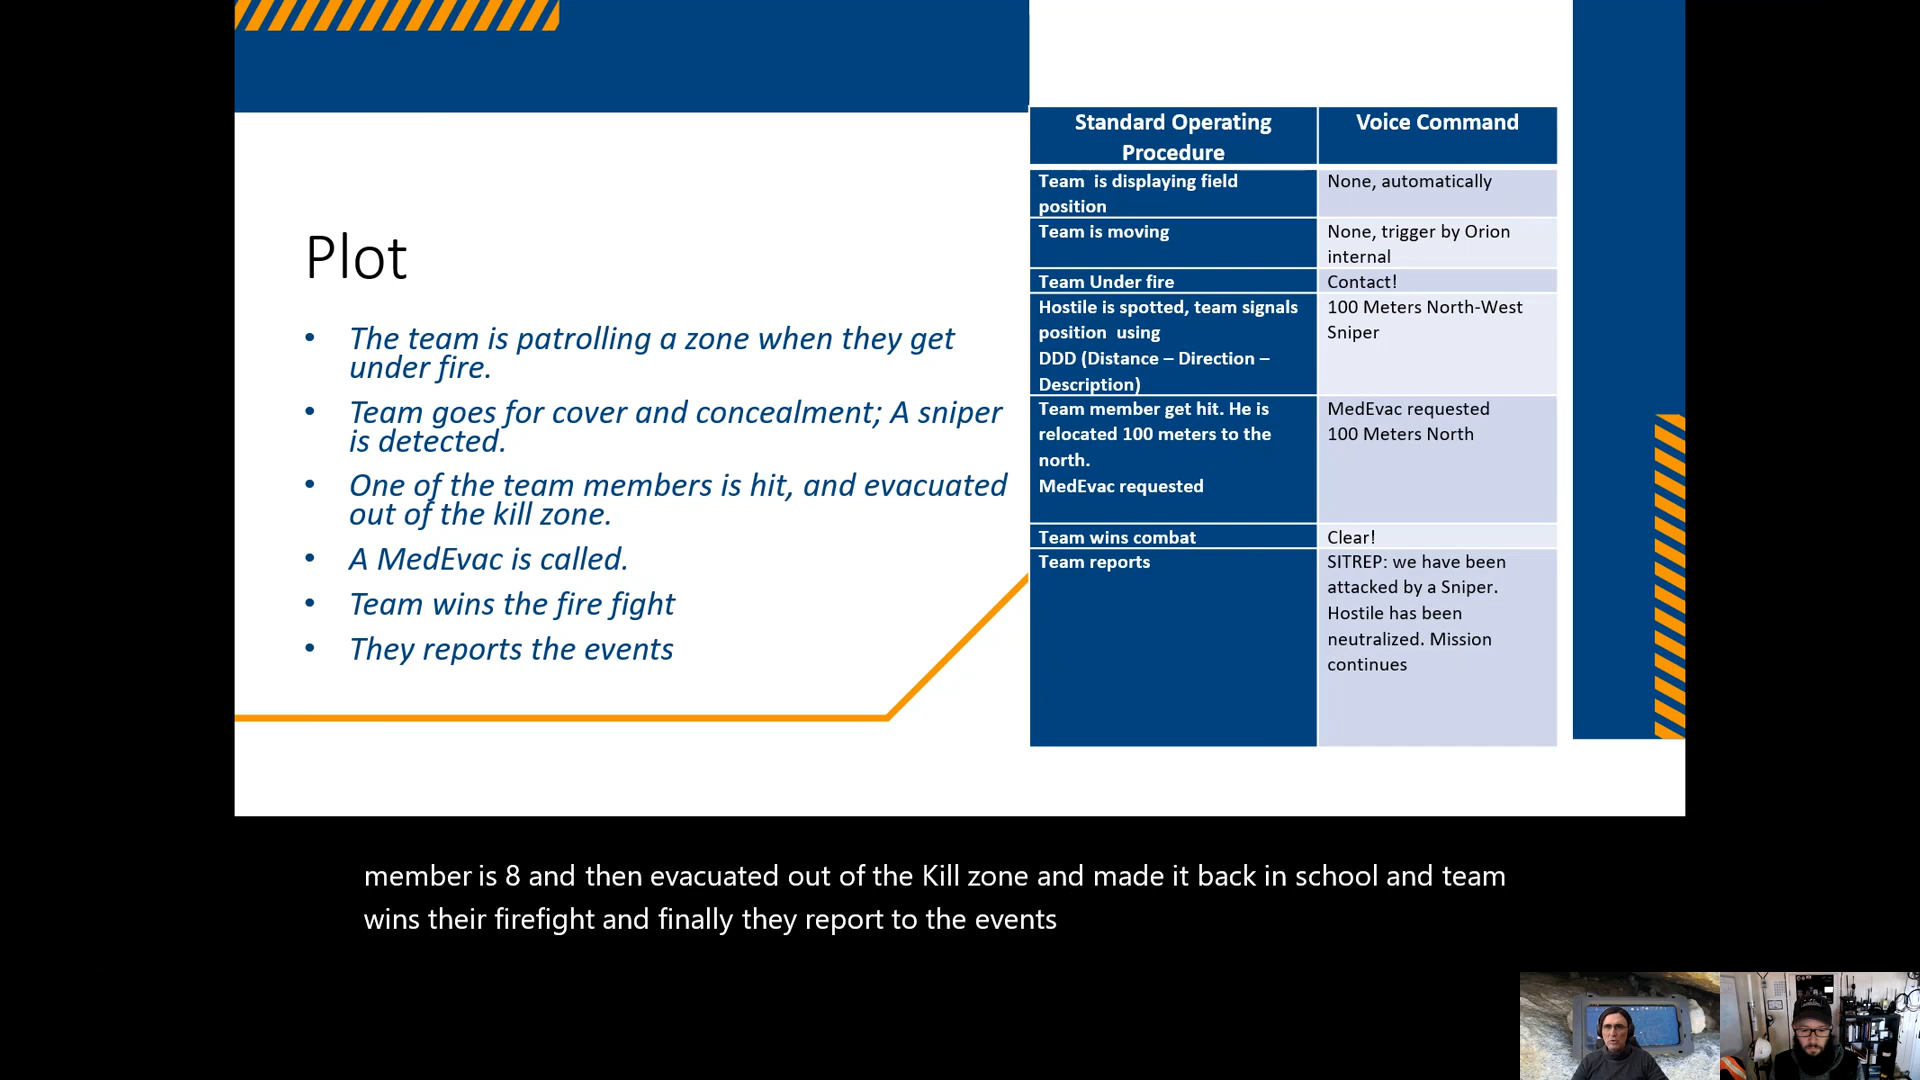 Plot
• The team is patrolling a zone when they get
under fire.
• Team goes for cover and concealment; A sniper
is detected.
• One of the team members is hit, and evacuated
out of the kill zone.
• A MedEvac is called.
• Team wins the fire fight
• They reports the events
Standard Operating
Procedure
Voice Command
Team is displaying field
position
None, automatically
Team is moving
None, trigger by Orion
internal
Team Under fire
Contact!
Hostile is spotted, team signals
position using
DDD (Distance – Direction –
Description)
100 Meters North-West
Sniper
Team member get hit. He is
relocated 100 meters to the
north.
MedEvac requested
MedEvac requested
100 Meters North
Team wins combat
Clear!
Team reports
SITREP: we have been
attacked by a Sniper.
Hostile has been
neutralized. Mission
continues
member is 8 and then evacuated out of the Kill zone and made it back in school and team
wins their firefight and finally they report to the events